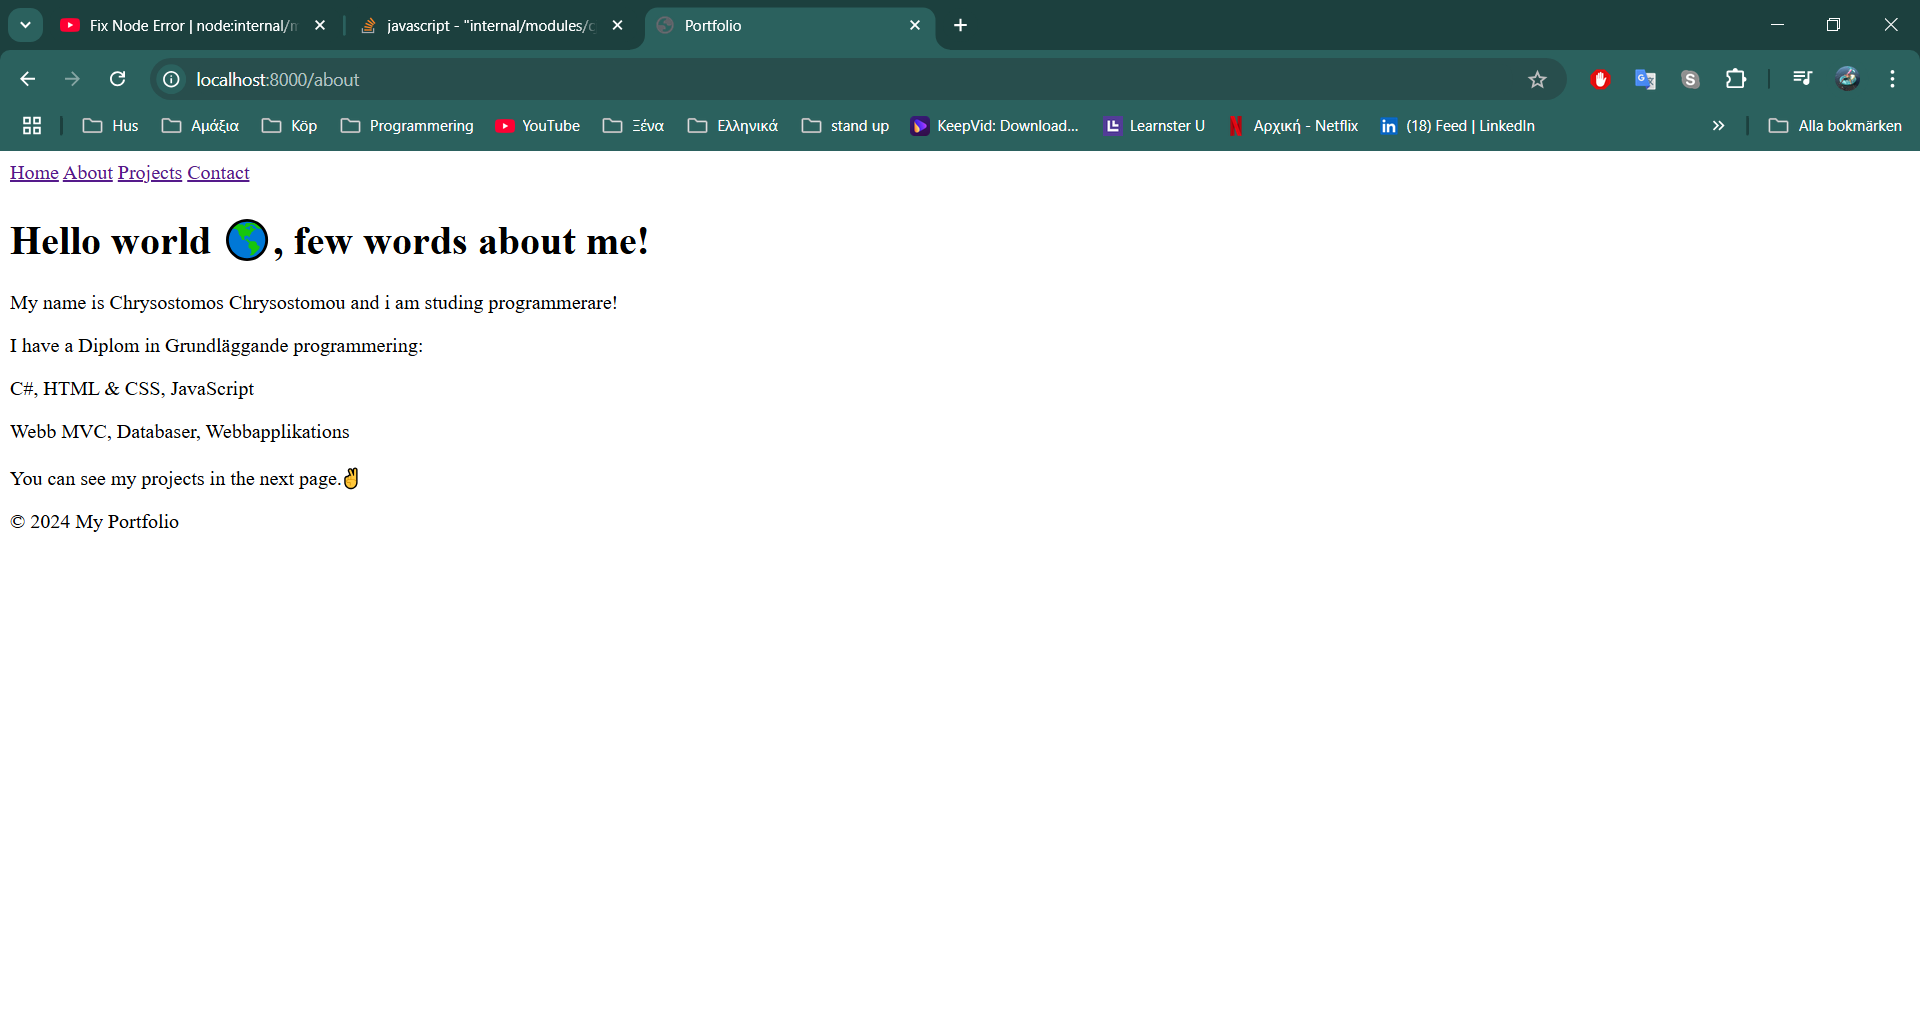 Fix Node Error | node:internal/
javascript - "internal/modules/
Portfolio
localhost:8000/about
Hus
Αμάξια
Köp
Programmering
YouTube
Ξένα
Ελληνικά
stand up
KeepVid: Download...
Learnster U
Αρχική - Netflix
(18) Feed | LinkedIn
»
Alla bokmärken
Home About Projects Contact
Hello world 🌎, few words about me!
My name is Chrysostomos Chrysostomou and i am studing programmerare!
I have a Diplom in Grundläggande programmering:
C#, HTML & CSS, JavaScript
Webb MVC, Databaser, Webbapplikations
You can see my projects in the next page.✌
© 2024 My Portfolio